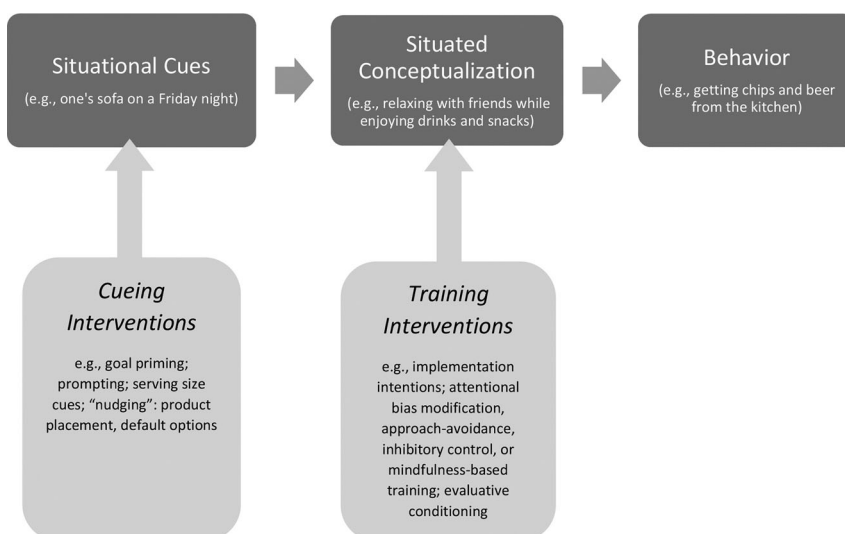 Situational Cues
(e.g., one's sofa on a Friday night)
Situated
Conceptualization
(e.g., relaxing with friends while
enjoying drinks and snacks)
Behavior
(e.g., getting chips and beer
from the kitchen)
Cueing
Interventions
e.g., goal priming;
prompting; serving size
cues; “nudging”: product
placement, default options
Training
Interventions
e.g., implementation
intentions; attentional
bias modification,
approach-avoidance,
inhibitory control, or
mindfulness-based
training; evaluative
conditioning